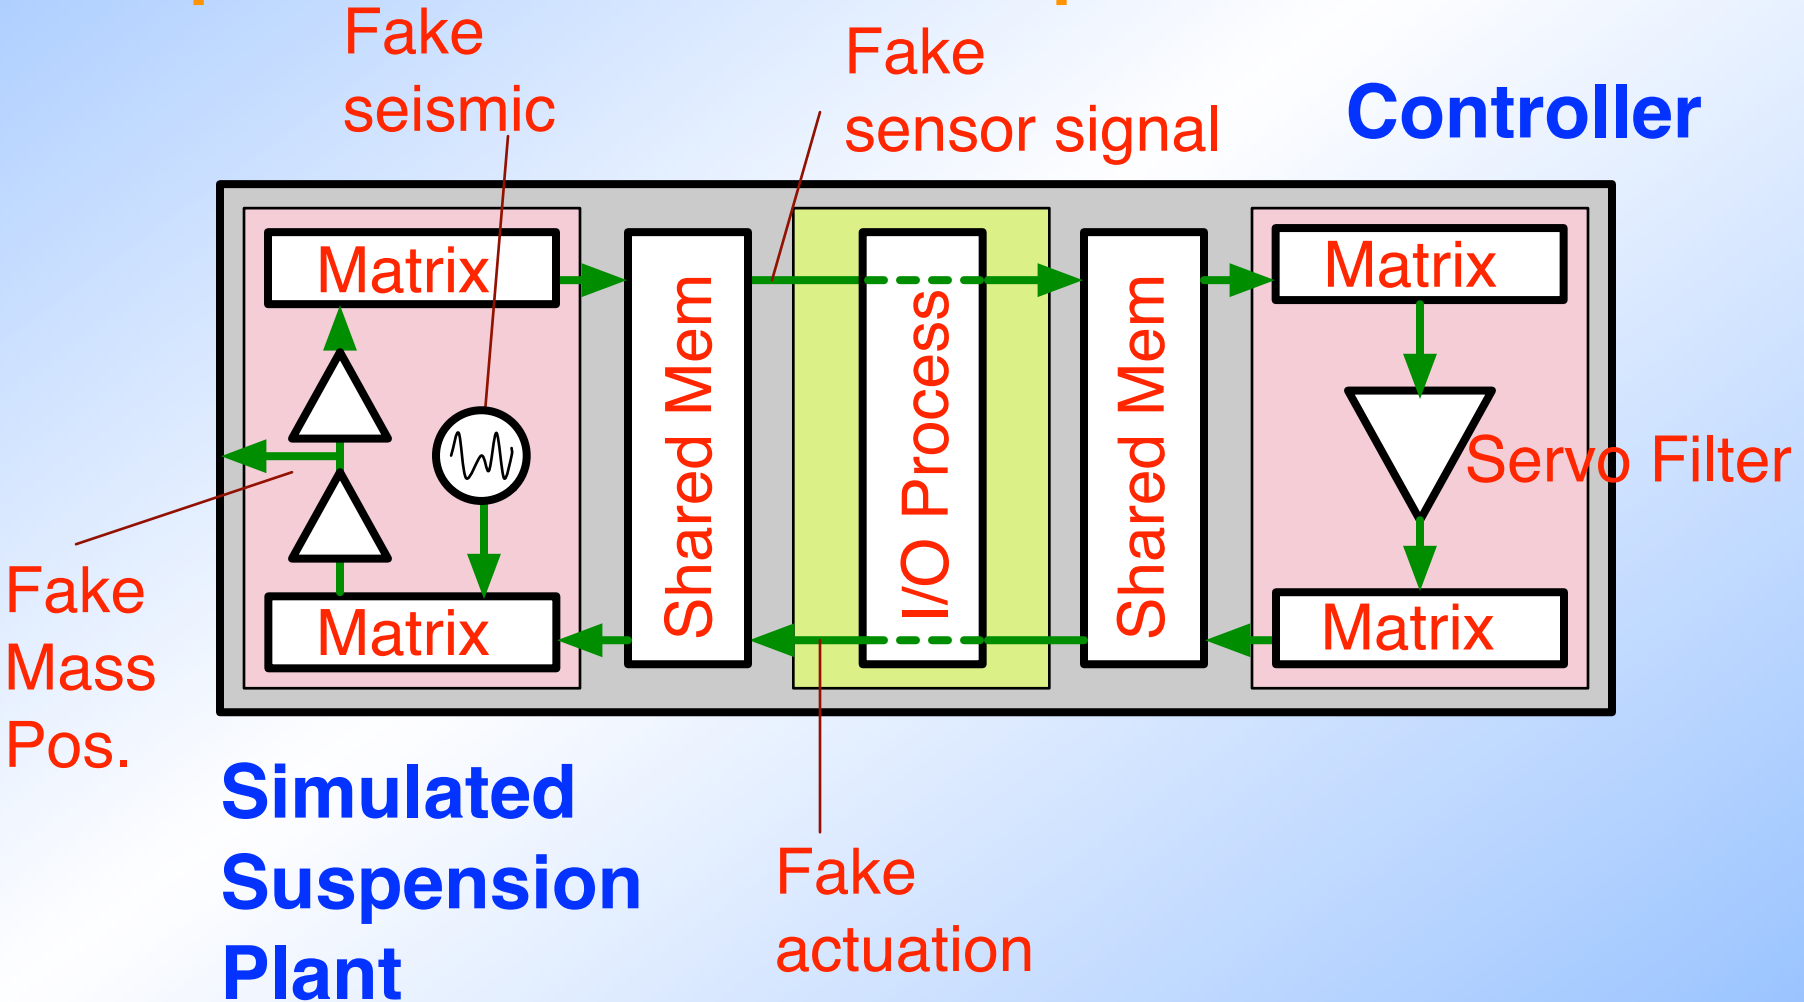 Fake
seismic
Fake
sensor signal
Controller
Matrix
Shared Mem
I/O Process
Shared Mem
Matrix
Servo Filter
Matrix
Matrix
Fake
Mass
Pos.
Simulated
Suspension
Plant
Fake
actuation